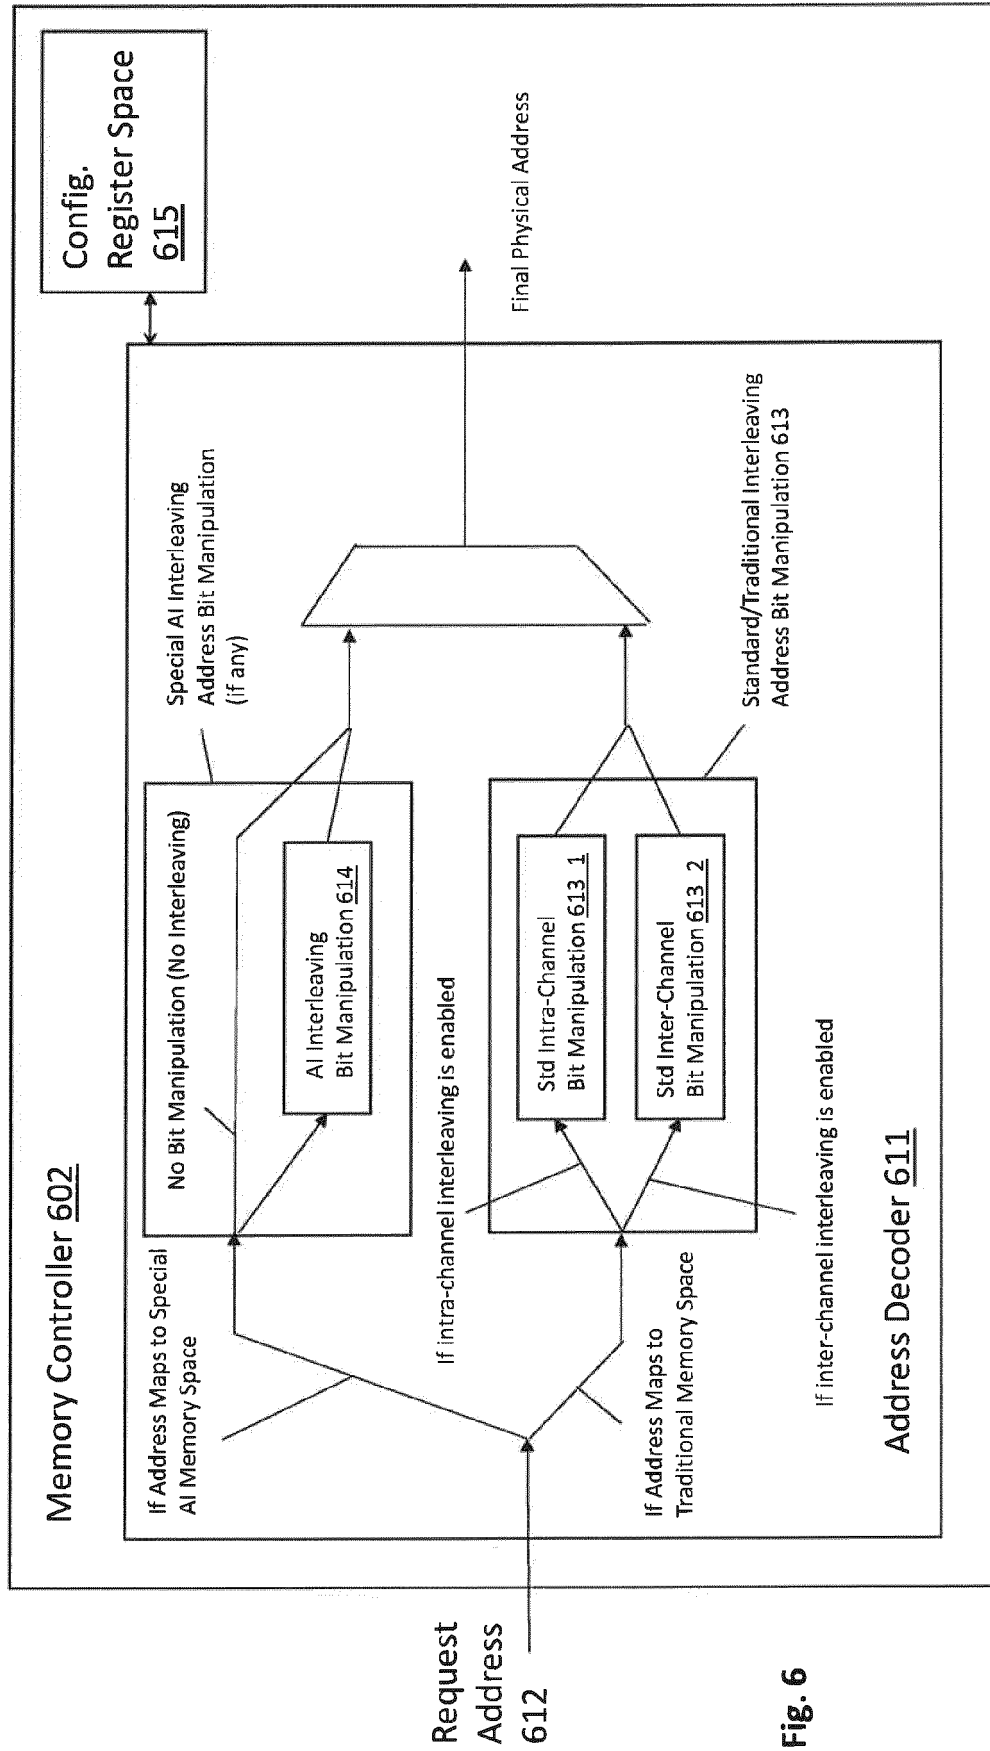 Memory Controller 602
Config.
Register Space
615
If Address Maps to Special
AI Memory Space
No Bit Manipulation (No Interleaving)
Special AI Interleaving
Address Bit Manipulation
(if any)
AI Interleaving
Bit Manipulation 614
Request
Address
612
If intra-channel interleaving is enabled
Final Physical Address
Std Intra-Channel
Bit Manipulation 613_1
Std Inter-Channel
Bit Manipulation 613_2
If Address Maps to
Traditional Memory Space
Standard/Traditional Interleaving
Address Bit Manipulation 613
If inter-channel interleaving is enabled
Address Decoder 611
Fig. 6